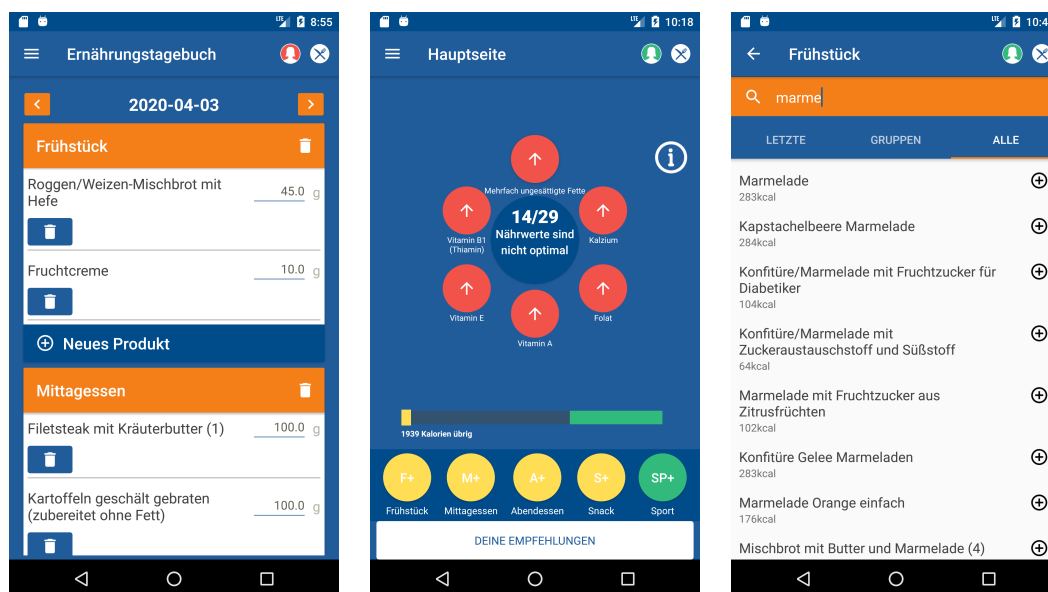 LTE 8:55
Ernährungstagebuch
2020-04-03
Frühstück
Roggen/Weizen-Mischbrot mit
Hefe
45.0 g
Fruchtcreme
10.0 g
Neues Produkt
Mittagessen
Filetsteak mit Kräuterbutter (1)
100.0 g
Kartoffeln geschält gebraten
(zubereitet ohne Fett)
100.0 g
LTE 10:18
Hauptseite
Mehrfach ungesättigte Fette
14/29
Nährwerte sind
nicht optimal
Vitamin B1
(Thiamin)
Kalzium
Vitamin E
Folat
Vitamin A
1939 Kalorien übrig
F+ M+ A+ S+ SP+
Frühstück Mittagessen Abendessen Snack Sport
DEINE EMPFEHLUNGEN
LTE 10:4
Frühstück
marme
LETZTE GRUPPEN ALLE
Marmelade
283kcal
Kapstachelbeere Marmelade
284kcal
Konfitüre/Marmelade mit Fruchtzucker für
Diabetiker
104kcal
Konfitüre/Marmelade mit
Zuckeraustauschstoff und Süßstoff
64kcal
Marmelade mit Fruchtzucker aus
Zitrusfrüchten
102kcal
Konfitüre Gelee Marmeladen
283kcal
Marmelade Orange einfach
176kcal
Mischbrot mit Butter und Marmelade (4)